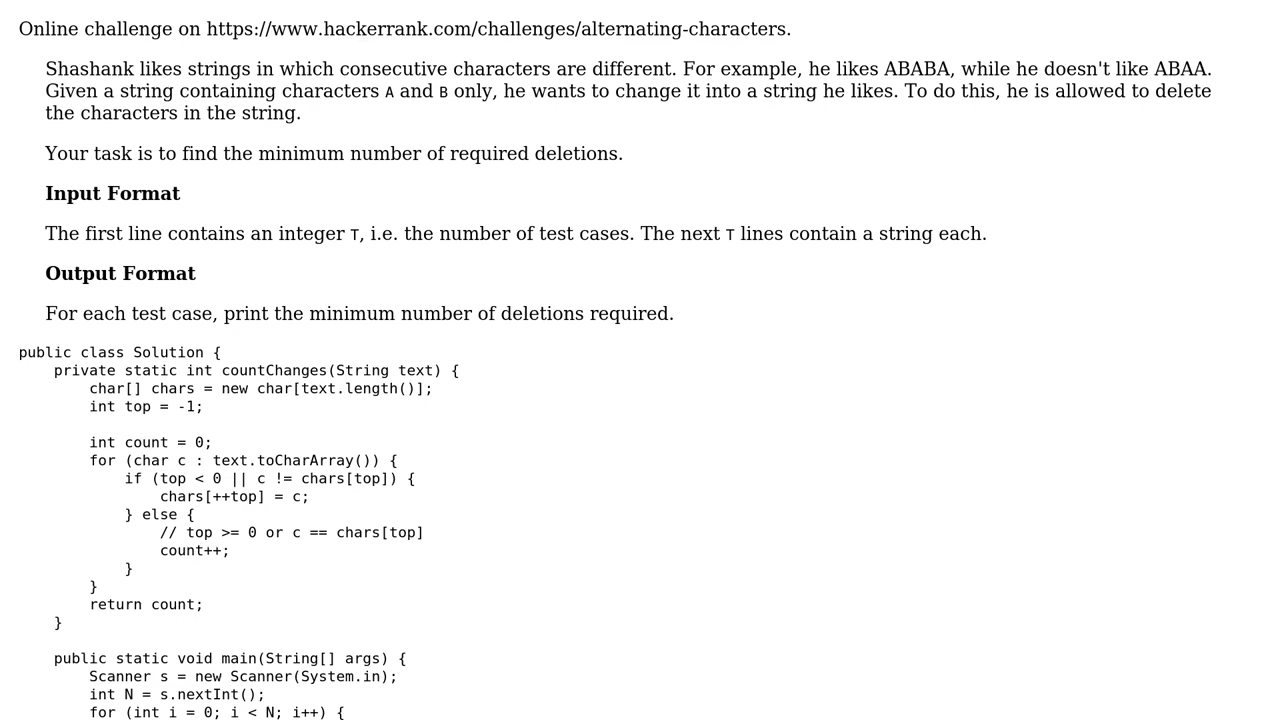 Online challenge on https://www.hackerrank.com/challenges/alternating-characters.
Shashank likes strings in which consecutive characters are different. For example, he likes ABABA, while he doesn't like ABAA.
Given a string containing characters A and B only, he wants to change it into a string he likes. To do this, he is allowed to delete
the characters in the string.
Your task is to find the minimum number of required deletions.
Input Format
The first line contains an integer T, i.e. the number of test cases. The next T lines contain a string each.
Output Format
For each test case, print the minimum number of deletions required.
public class Solution {
    private static int countChanges(String text) {
        char[] chars = new char[text.length()];
        int top = -1;

        int count = 0;
        for (char c : text.toCharArray()) {
            if (top < 0 || c != chars[top]) {
                chars[++top] = c;
            } else {
                // top >= 0 or c == chars[top]
                count++;
            }
        }
        return count;
    }

    public static void main(String[] args) {
        Scanner s = new Scanner(System.in);
        int N = s.nextInt();
        for (int i = 0; i < N; i++) {